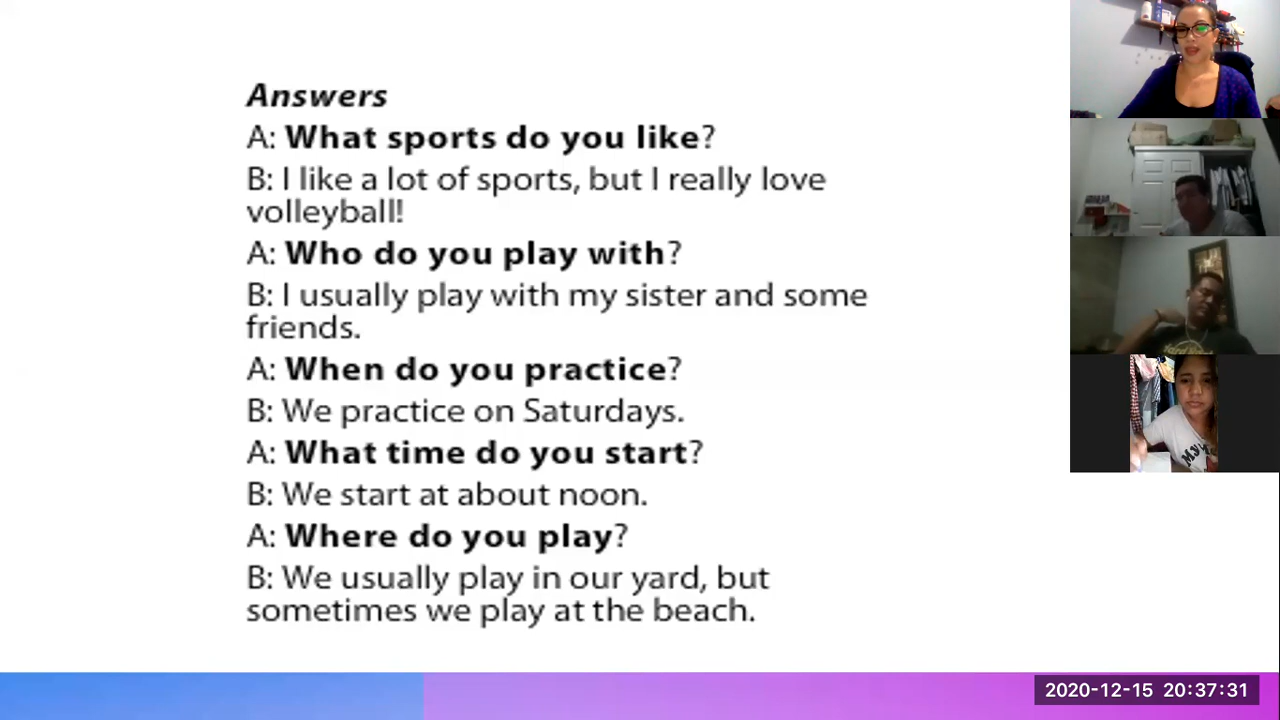 Answers
A: What sports do you like?
B: I like a lot of sports, but I really love
volleyball!
A: Who do you play with?
B: I usually play with my sister and some
friends.
A: When do you practice?
B: We practice on Saturdays.
A: What time do you start?
B: We start at about noon.
A: Where do you play?
B: We usually play in our yard, but
sometimes we play at the beach.
2020-12-15 20:37:31